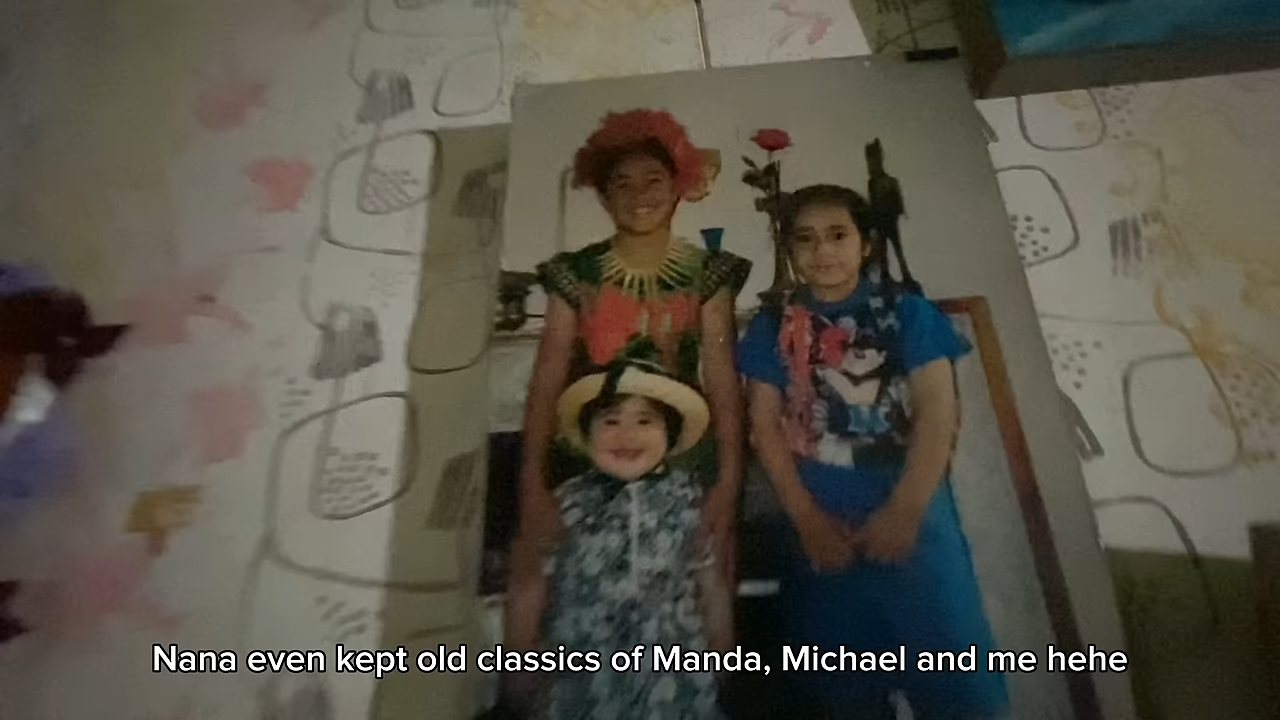 Nana even kept old classics of Manda, Michael and me hehe